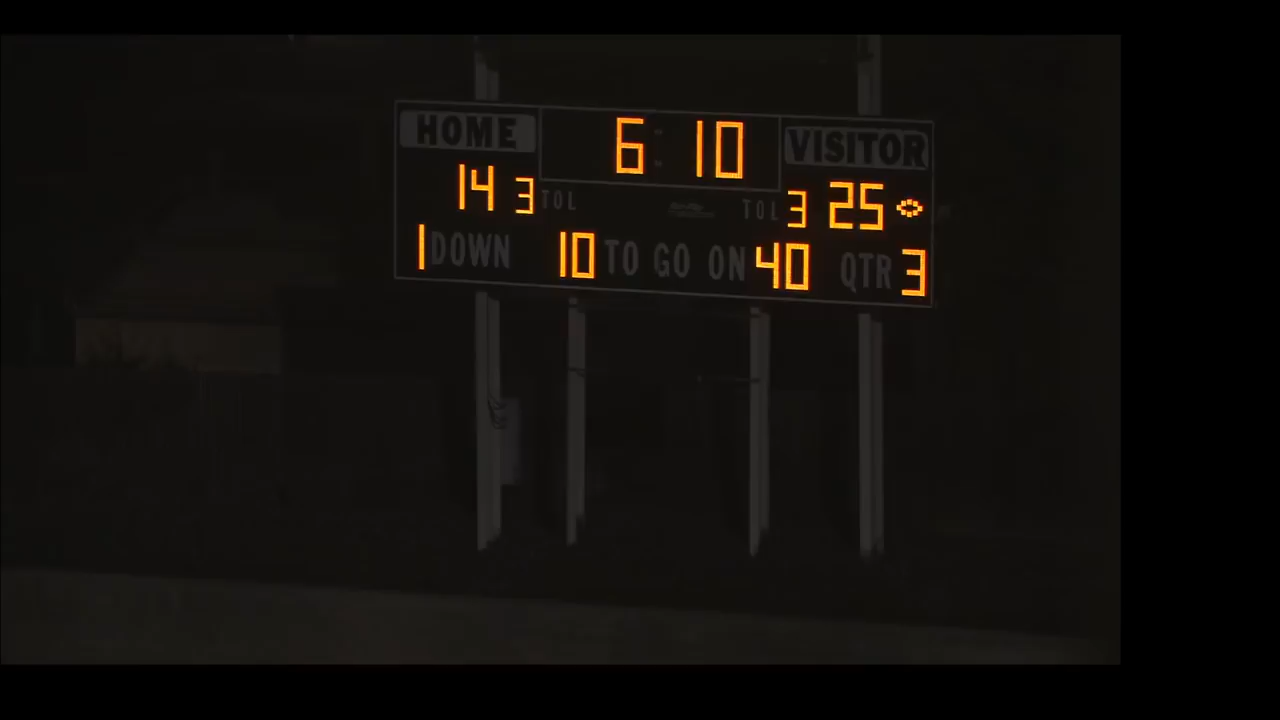 HOME 6:10 VISITOR
14 3 TOL TOL 3 25
1 DOWN 10 TO GO ON 40 QTR 3